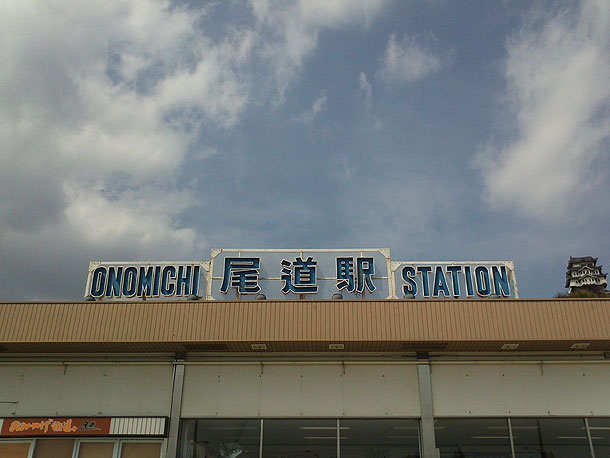 ONOMICHI 尾道駅 STATION